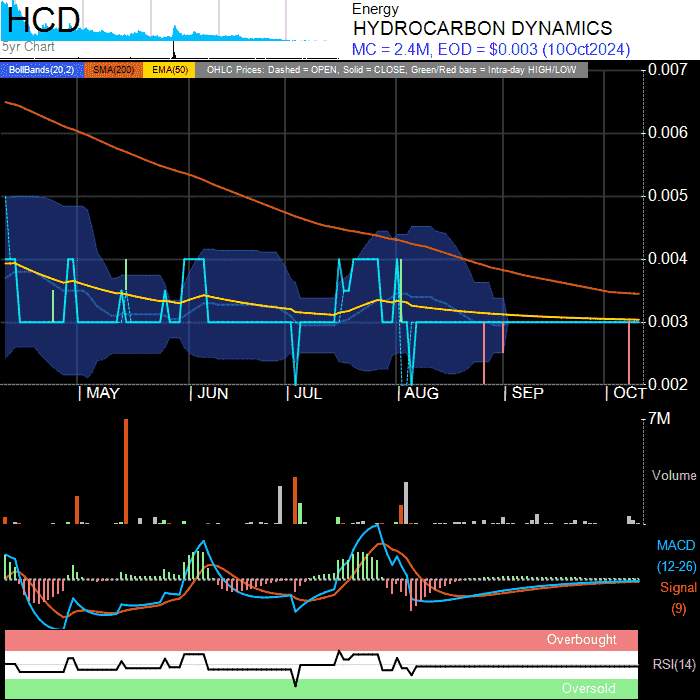 HCD
5yr Chart
Energy
HYDROCARBON DYNAMICS
MC = 2.4M, EOD = $0.003 (10Oct2024)
BollBands(20,2) SMA(200) EMA(50) OHLC Prices: Dashed = OPEN, Solid = CLOSE, Green/Red bars = Intra-day HIGH/LOW
0.007
0.006
0.005
0.004
0.003
0.002
| MAY | JUN | JUL | AUG | SEP | OCT
7M
Volume
MACD
(12-26)
Signal
(9)
Overbought
RSI(14)
Oversold